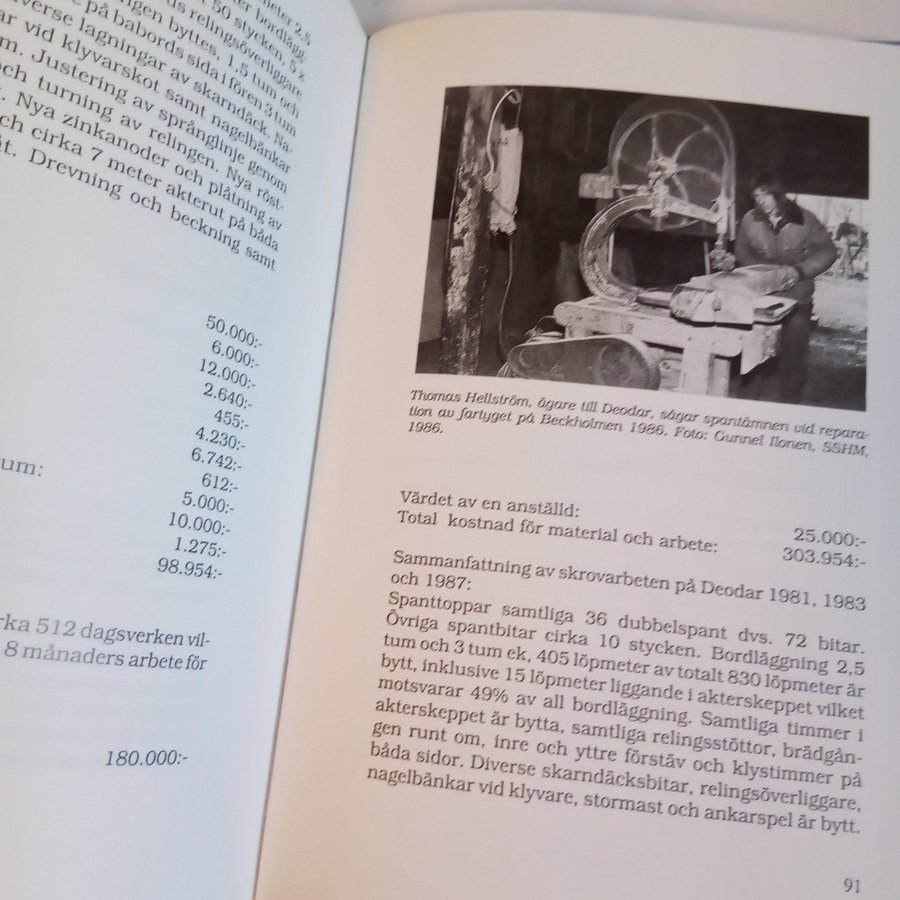 meter 2,5
bordlägg-
50 stycken, 5 x
relingsöverliggare
byttes, 1,5 tum och
på babords sida i fören 3 tum
lagningar av skarndäck. Na-
vid klyvarskot samt nagelbänkar
Justering av språnglinje genom
och turning av relingen. Nya röst-
Nya zinkanoder och plåtning av
cirka 7 meter akterut på båda
Drevning och beckning samt
50.000:-
6.000:-
12.000:-
2.640:-
455:-
4.230:-
6.742:-
612:-
5.000:-
10.000:-
1.275:-
98.954:-
512 dagsverken vil-
8 månaders arbete för
180.000:-
Thomas Hellström, ägare till Deodar, sågar spantämnen vid repara-
tion av fartyget på Beckholmen 1986. Foto: Gunnel Ilonen, SSHM,
1986.
Värdet av en anställd: 25.000:-
Total kostnad för material och arbete: 303.954:-
Sammanfattning av skrovarbeten på Deodar 1981, 1983
och 1987:
Spanttoppar samtliga 36 dubbelspant dvs. 72 bitar.
Övriga spantbitar cirka 10 stycken. Bordläggning 2,5
tum och 3 tum ek, 405 löpmeter av totalt 830 löpmeter är
bytt, inklusive 15 löpmeter liggande i akterskeppet vilket
motsvarar 49% av all bordläggning. Samtliga timmer i
akterskeppet är bytta, samtliga relingsstöttor, brädgån-
gen runt om, inre och yttre förstäv och klystimmer på
båda sidor. Diverse skarndäcksbitar, relingsöverliggare,
nagelbänkar vid klyvare, stormast och ankarspel är bytt.
91